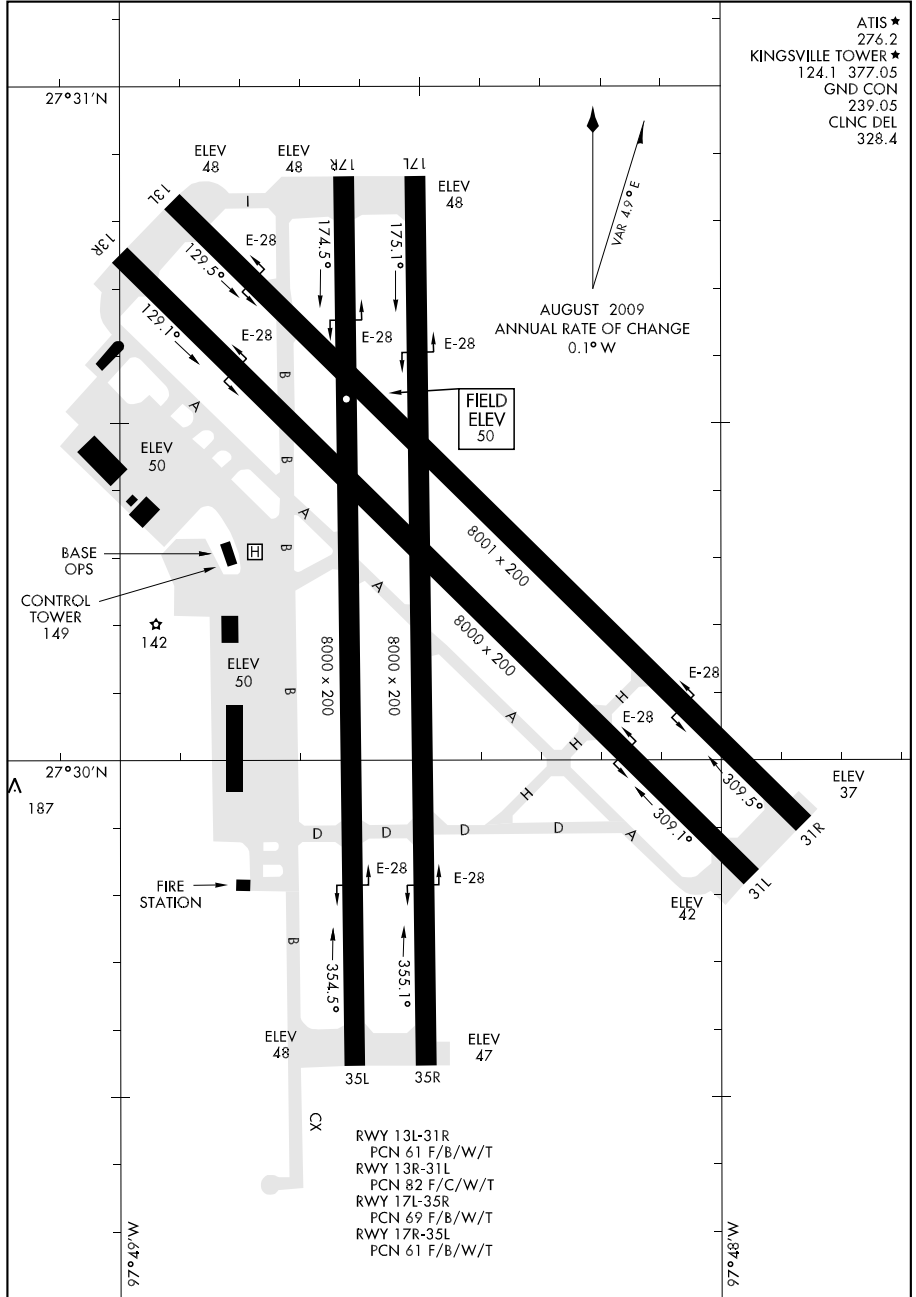 ATIS ★
276.2
KINGSVILLE TOWER ★
124.1 377.05
GND CON
239.05
CLNC DEL
328.4
27°31'N
ELEV
48
ELEV
48
17R
17L
ELEV
48
13L
13R
I
E-28
129.5°
174.5°
175.1°
VAR 4.9° E
AUGUST 2009
ANNUAL RATE OF CHANGE
0.1° W
129.1°
E-28
E-28
E-28
B
A
FIELD
ELEV
50
ELEV
50
B
A
B
H
BASE
OPS
CONTROL
TOWER
149
142
A
8001 x 200
8000 x 200
8000 x 200
8000 x 200
ELEV
50
B
E-28
H
E-28
A
H
27°30'N
187
ELEV
37
H
309.5°
309.1°
31R
D
D
D
D
A
31L
E-28
E-28
FIRE
STATION
ELEV
42
B
354.5°
355.1°
ELEV
48
ELEV
47
35L
35R
CX
RWY 13L-31R
PCN 61 F/B/W/T
RWY 13R-31L
PCN 82 F/C/W/T
RWY 17L-35R
PCN 69 F/B/W/T
RWY 17R-35L
PCN 61 F/B/W/T
97°49'W
97°48'W